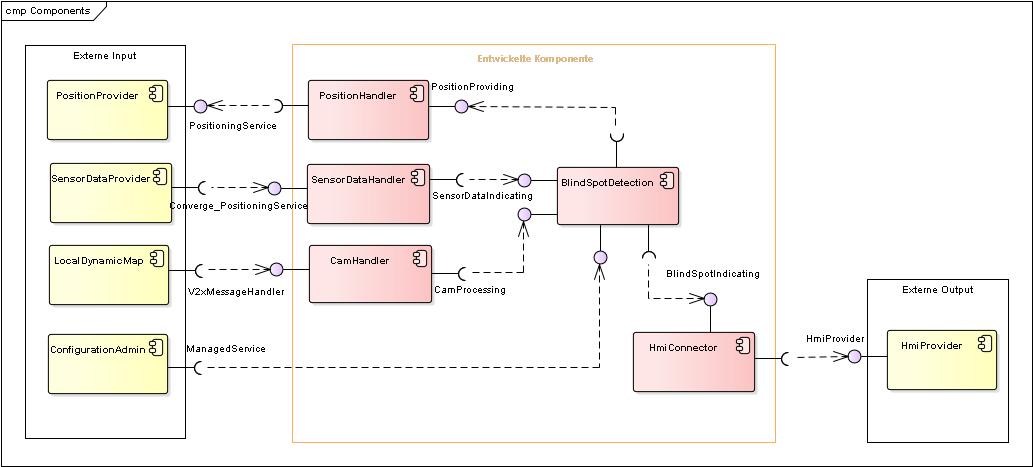 cmp Components
Externe Input
Entwickelte Komponente
PositionProvider
PositionHandler
PositionProviding
PositioningService
SensorDataProvider
SensorDataHandler
BlindSpotDetection
SensorDataIndicating
Converge_PositioningService
LocalDynamicMap
CamHandler
V2xMessageHandler
CamProcessing
BlindSpotIndicating
Externe Output
ConfigurationAdmin
ManagedService
HmiConnector
HmiProvider
HmiProvider